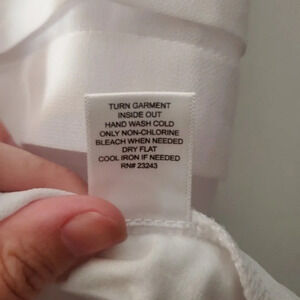 TURN GARMENT
INSIDE OUT
HAND WASH COLD
ONLY NON-CHLORINE
BLEACH WHEN NEEDED
DRY FLAT
COOL IRON IF NEEDED
RN# 23243